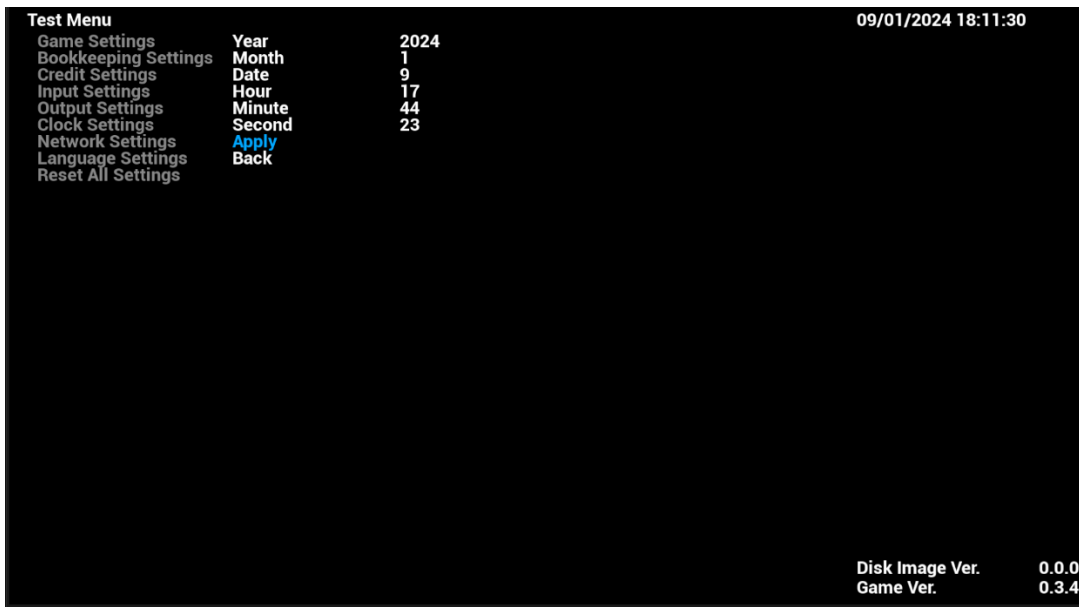 Test Menu 09/01/2024 18:11:30
Game Settings Year 2024
Bookkeeping Settings Month 1
Credit Settings Date 9
Input Settings Hour 17
Output Settings Minute 44
Clock Settings Second 23
Network Settings Apply
Language Settings Back
Reset All Settings
Disk Image Ver. 0.0.0
Game Ver. 0.3.4